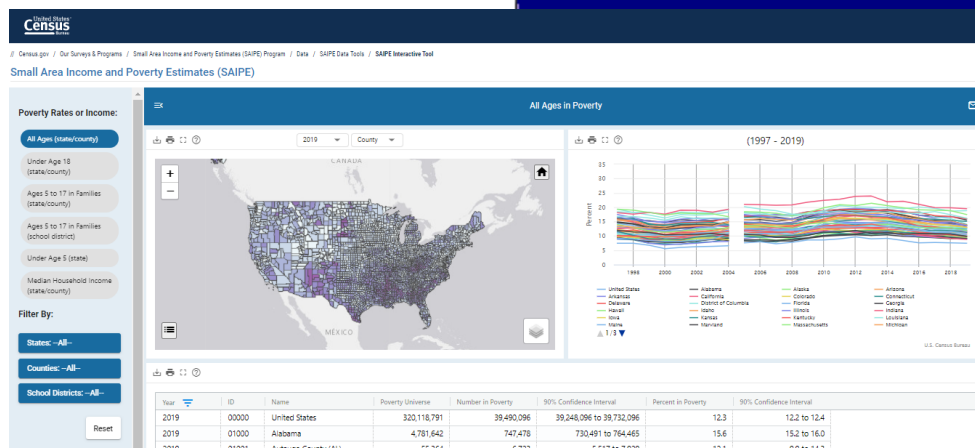 United States®
Census
Bureau
// Census.gov / Our Surveys & Programs / Small Area Income and Poverty Estimates (SAIPE) Program / Data / SAIPE Data Tools / SAIPE Interactive Tool
Small Area Income and Poverty Estimates (SAIPE)
Poverty Rates or Income:
All Ages (state/county)
Under Age 18
(state/county)
Ages 5 to 17 in Families
(state/county)
Ages 5 to 17 in Families
(school district)
Under Age 5 (state)
Median Household Income
(state/county)
Filter By:
States: --All--
Counties: --All--
School Districts: --All--
Reset
All Ages in Poverty
2019 County
+
−
CANADA
MEXICO
(1997 - 2019)
Percent
35
30
25
20
15
10
5
0
1998 2000 2002 2004 2006 2008 2010 2012 2014 2016 2018
United States Alabama Alaska Arizona
Arkansas California Colorado Connecticut
Delaware District of Columbia Florida Georgia
Hawaii Idaho Illinois Indiana
Iowa Kansas Kentucky Louisiana
Maine Maryland Massachusetts Michigan
1/3
U.S. Census Bureau
Year ID Name Poverty Universe Number in Poverty 90% Confidence Interval Percent in Poverty 90% Confidence Interval
2019 00000 United States 320,118,791 39,490,096 39,248,096 to 39,732,096 12.3 12.2 to 12.4
2019 01000 Alabama 4,781,642 747,478 730,491 to 764,465 15.6 15.2 to 16.0